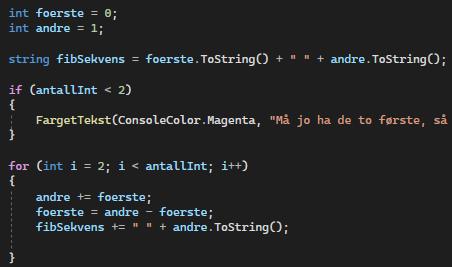 int foerste = 0;
int andre = 1;
string fibSekvens = foerste.ToString() + " " + andre.ToString();
if (antallInt < 2)
{
FargetTekst(ConsoleColor.Magenta, "Må jo ha de to første, så
}
for (int i = 2; i < antallInt; i++)
{
andre += foerste;
foerste = andre - foerste;
fibSekvens += " " + andre.ToString();
}